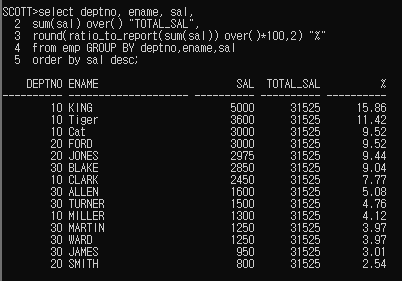 SCOTT>select deptno, ename, sal,
  2  sum(sal) over() "TOTAL_SAL",
  3  round(ratio_to_report(sum(sal)) over()*100,2) "%"
  4  from emp GROUP BY deptno,ename,sal
  5  order by sal desc;
DEPTNO ENAME SAL TOTAL_SAL %
---------- ------------------------------ ---------- ---------- ----------
10 KING 5000 31525 15.86
10 Tiger 3600 31525 11.42
10 Cat 3000 31525 9.52
20 FORD 3000 31525 9.52
20 JONES 2975 31525 9.44
30 BLAKE 2850 31525 9.04
10 CLARK 2450 31525 7.77
30 ALLEN 1600 31525 5.08
30 TURNER 1500 31525 4.76
10 MILLER 1300 31525 4.12
30 MARTIN 1250 31525 3.97
30 WARD 1250 31525 3.97
30 JAMES 950 31525 3.01
20 SMITH 800 31525 2.54